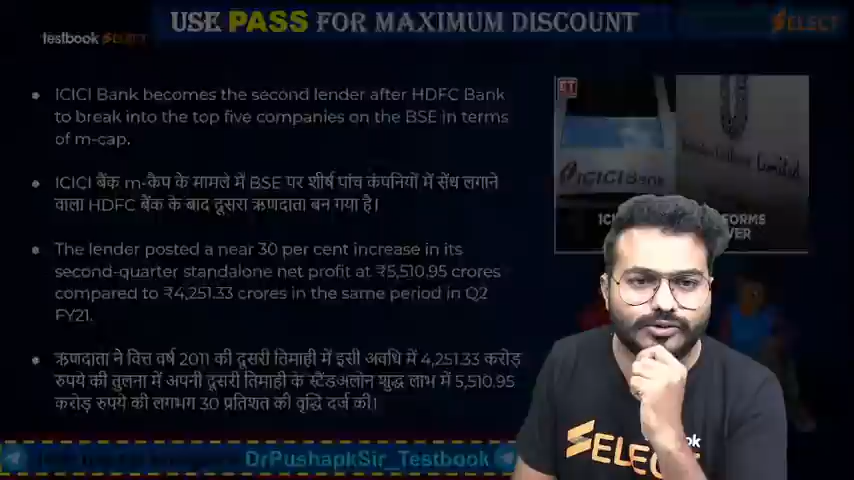 USE PASS FOR MAXIMUM DISCOUNT
testbook SELECT
SELECT
ICICI Bank becomes the second lender after HDFC Bank
to break into the top five companies on the BSE in terms
of m-cap.
ICICI बैंक m-कैप के मामले में BSE पर शीर्ष पांच कंपनियों में सेंध लगाने
वाला HDFC बैंक के बाद दूसरा ऋणदाता बन गया है।
The lender posted a near 30 per cent increase in its
second-quarter standalone net profit at ₹5,510.95 crores
compared to ₹4,251.33 crores in the same period in Q2
FY21.
ऋणदाता ने वित्त वर्ष 2011 की दूसरी तिमाही में इसी अवधि में 4,251.33 करोड़
रुपये की तुलना में अपनी दूसरी तिमाही के स्टैंडअलोन शुद्ध लाभ में 5,510.95
करोड़ रुपये की लगभग 30 प्रतिशत की वृद्धि दर्ज की।
ET
ICICI Bank
Limited
FORMS
VER
SELECT
DrPushapkSir_Testbook